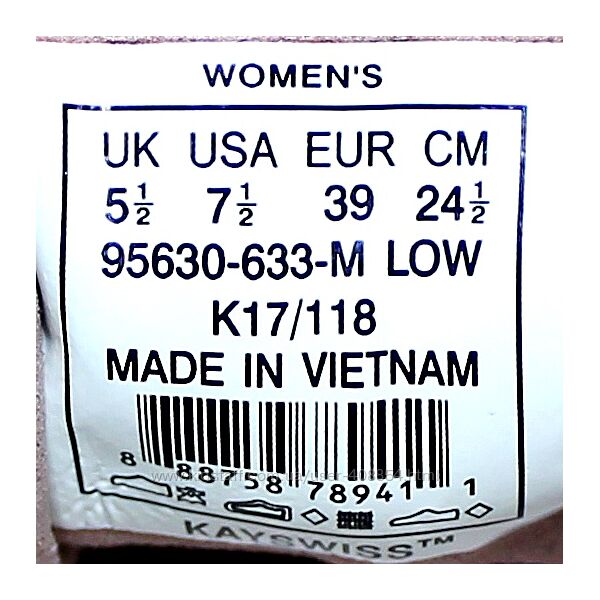 WOMEN'S
UK USA EUR CM
5½ 7½ 39 24½
95630-633-M LOW
K17/118
MADE IN VIETNAM
8 88758 78941 1
KAYSWISS™